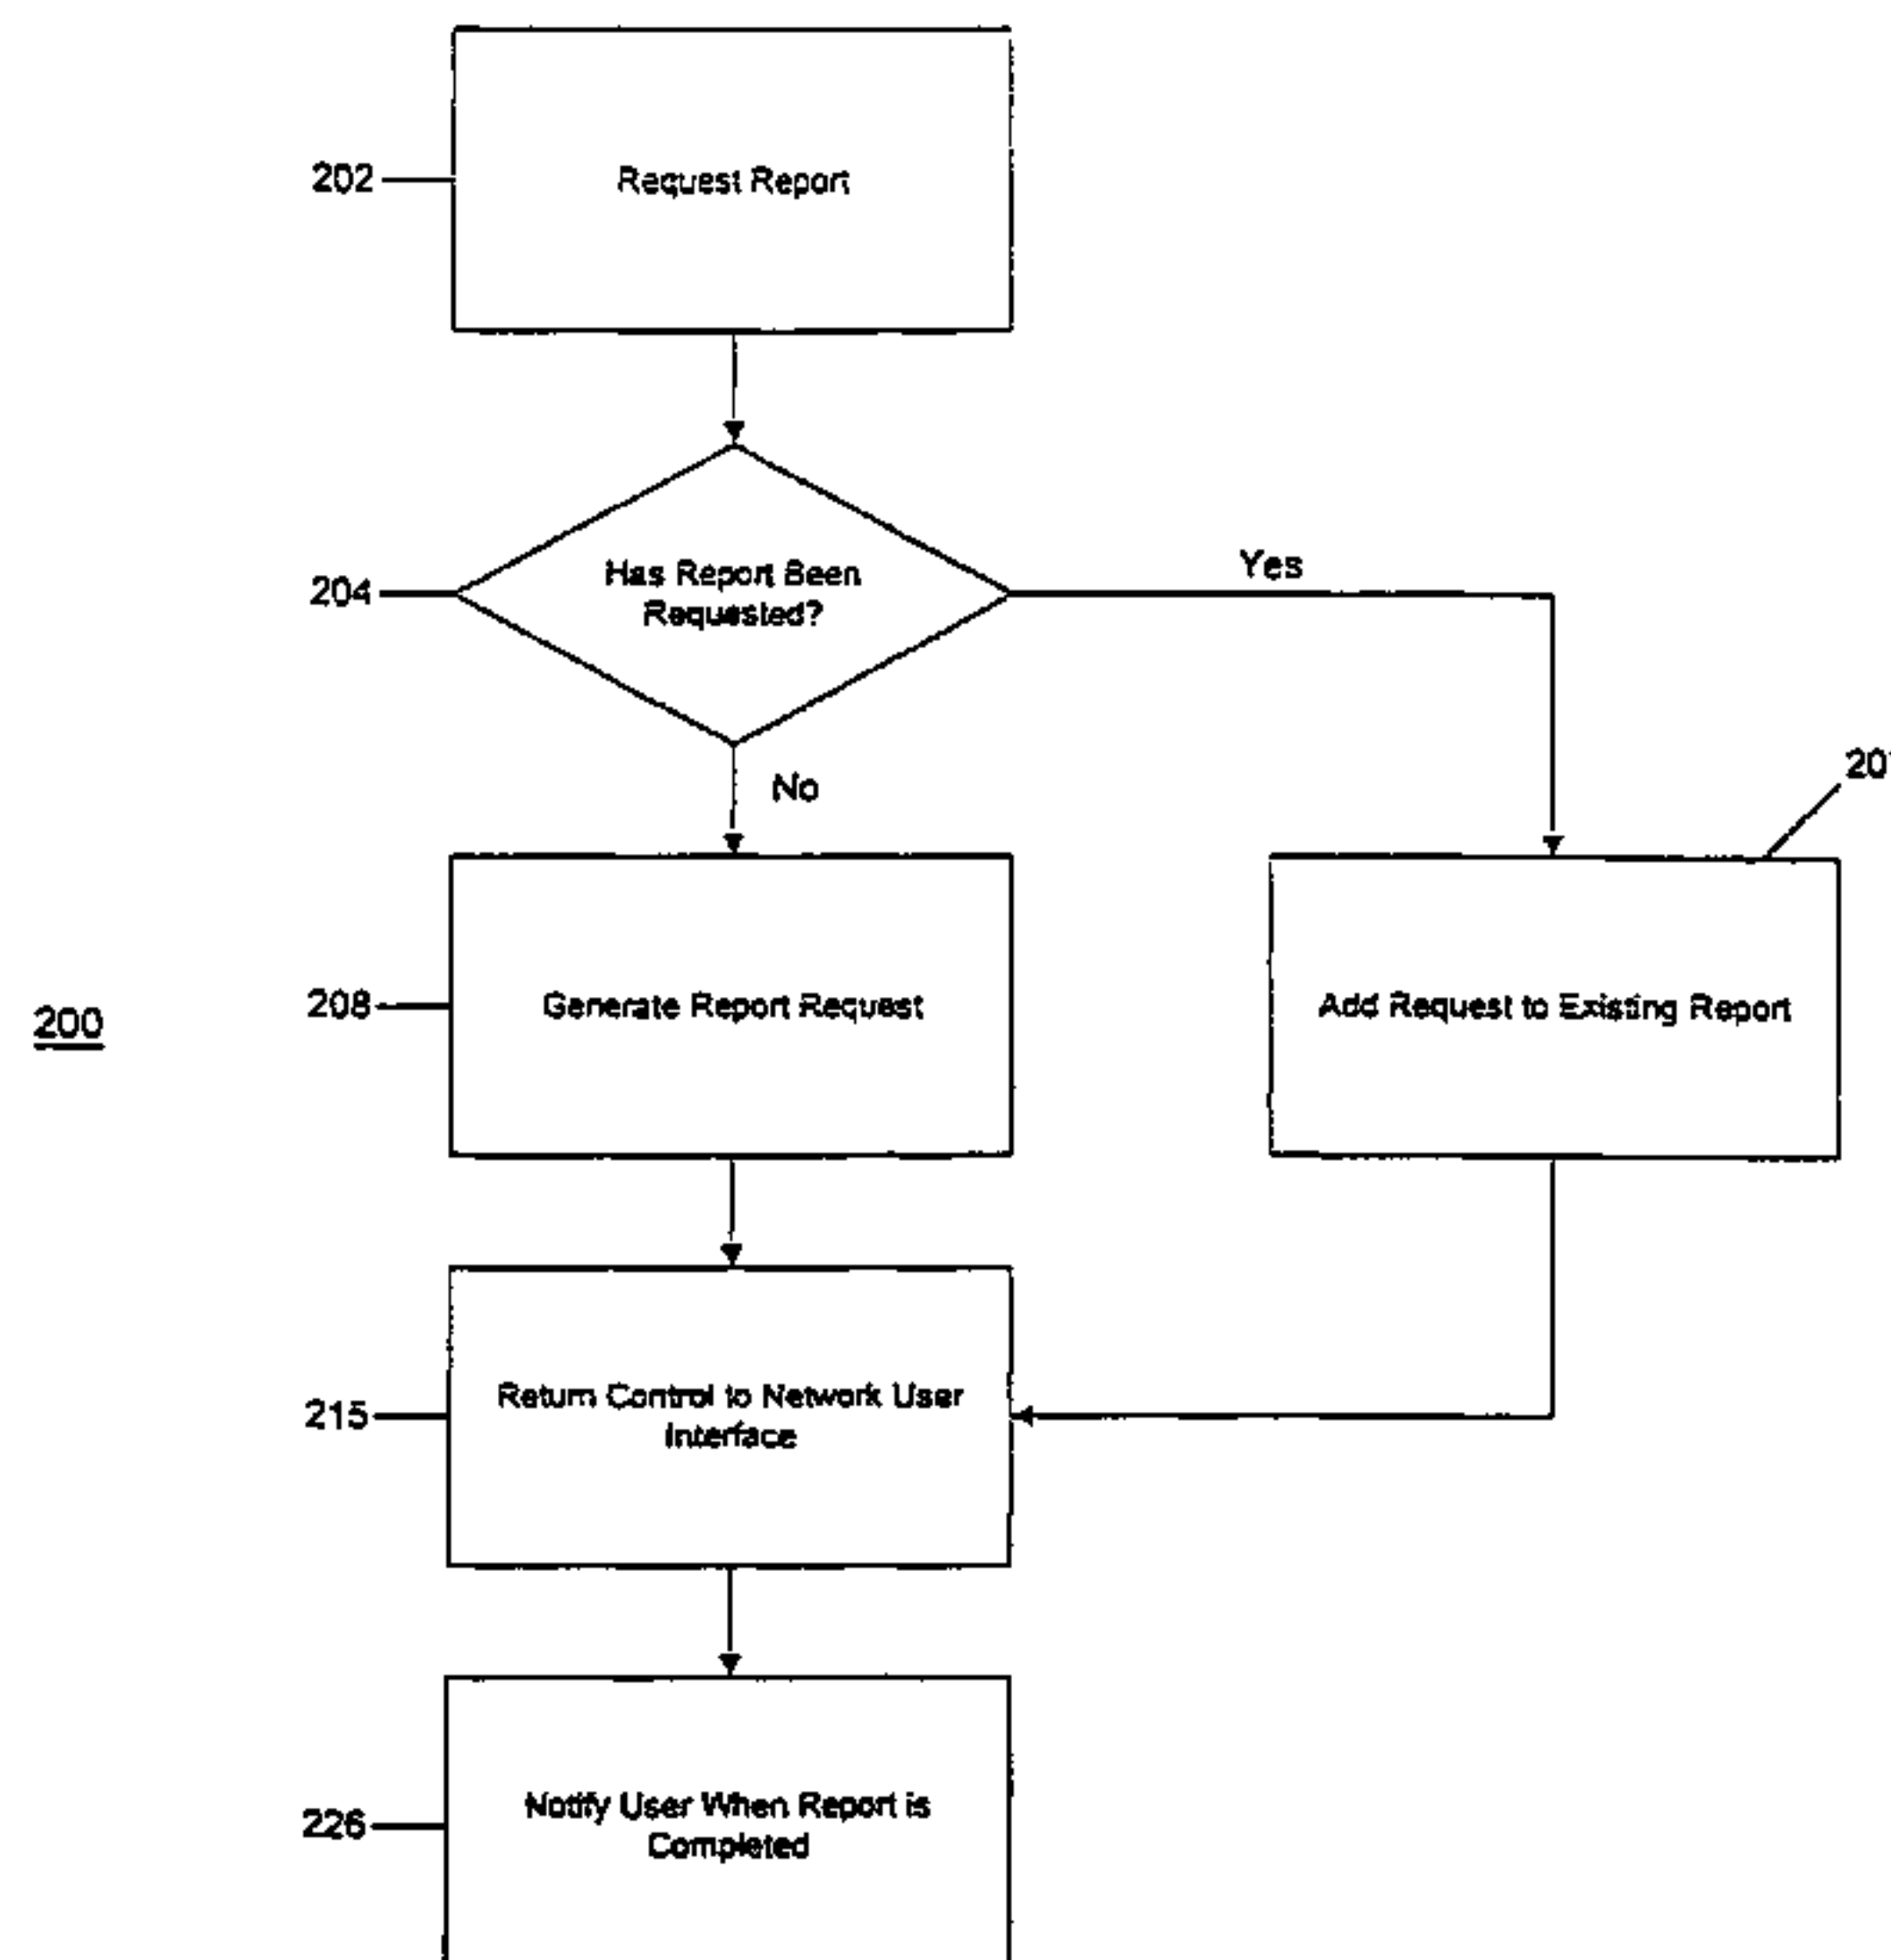 202
Request Report
204
Has Report Been
Requested?
Yes
No
208
Generate Report Request
Add Request to Existing Report
200
215
Return Control to Network User
Interface
226
Notify User When Report is
Completed